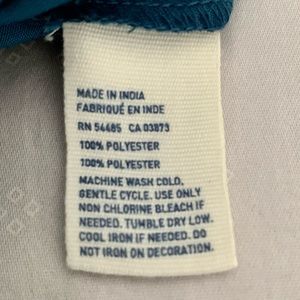 MADE IN INDIA
FABRIQUÉ EN INDE
RN 54485 CA 03873
100% POLYESTER
100% POLYESTER
MACHINE WASH COLD,
GENTLE CYCLE. USE ONLY
NON CHLORINE BLEACH IF
NEEDED. TUMBLE DRY LOW.
COOL IRON IF NEEDED. DO
NOT IRON ON DECORATION.